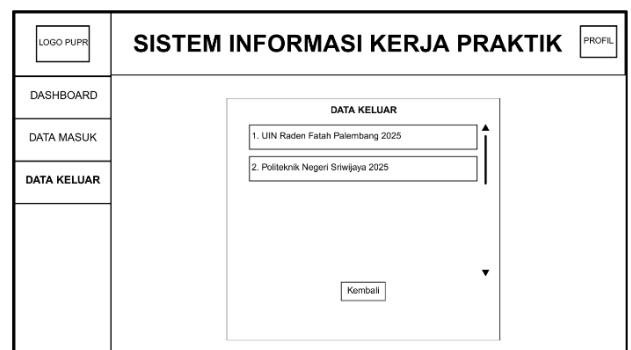 LOGO PUPR
SISTEM INFORMASI KERJA PRAKTIK
PROFIL
DASHBOARD
DATA MASUK
DATA KELUAR
DATA KELUAR
1. UIN Raden Fatah Palembang 2025
2. Politeknik Negeri Sriwijaya 2025
Kembali